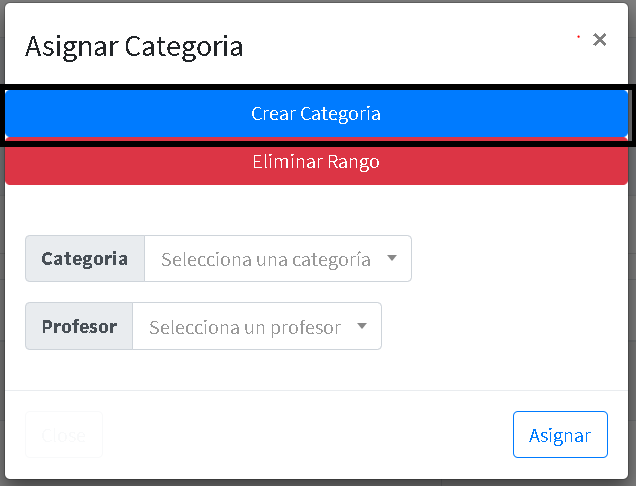 Asignar Categoria
×
Crear Categoria
Eliminar Rango
Categoria Selecciona una categoría
Profesor Selecciona un profesor
Close Asignar